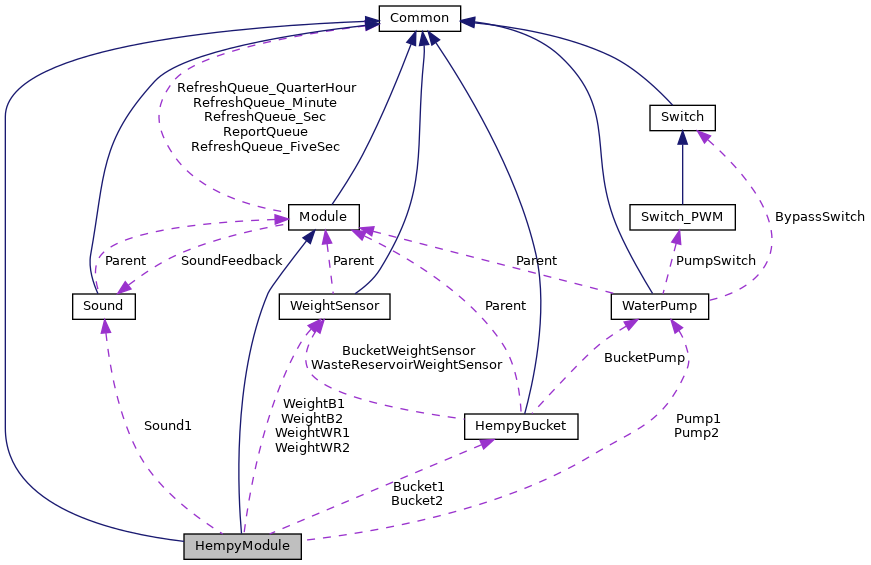 Common
RefreshQueue_QuarterHour
RefreshQueue_Minute
RefreshQueue_Sec
ReportQueue
RefreshQueue_FiveSec
Switch
Module
Switch_PWM
BypassSwitch
Parent
SoundFeedback
Parent
Parent
PumpSwitch
Sound
WeightSensor
Parent
WaterPump
BucketWeightSensor
WasteReservoirWeightSensor
BucketPump
WeightB1
WeightB2
WeightWR1
WeightWR2
Sound1
HempyBucket
Pump1
Pump2
Bucket1
Bucket2
HempyModule